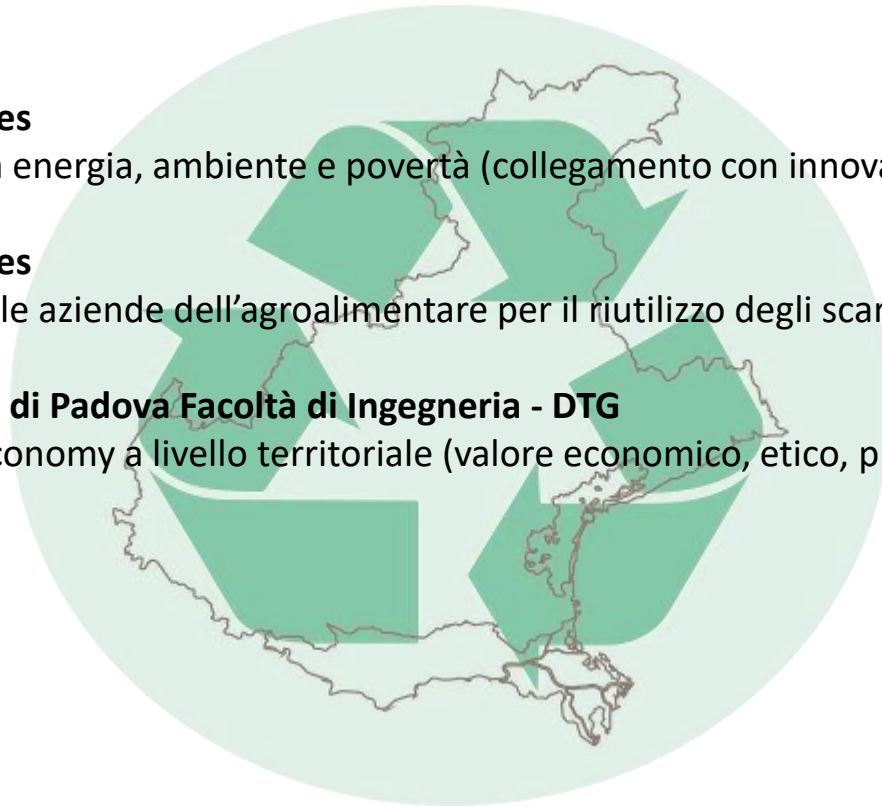 es
energia, ambiente e povertà (collegamento con innova
es
le aziende dell’agroalimentare per il riutilizzo degli scar
di Padova Facoltà di Ingegneria - DTG
conomy a livello territoriale (valore economico, etico, p